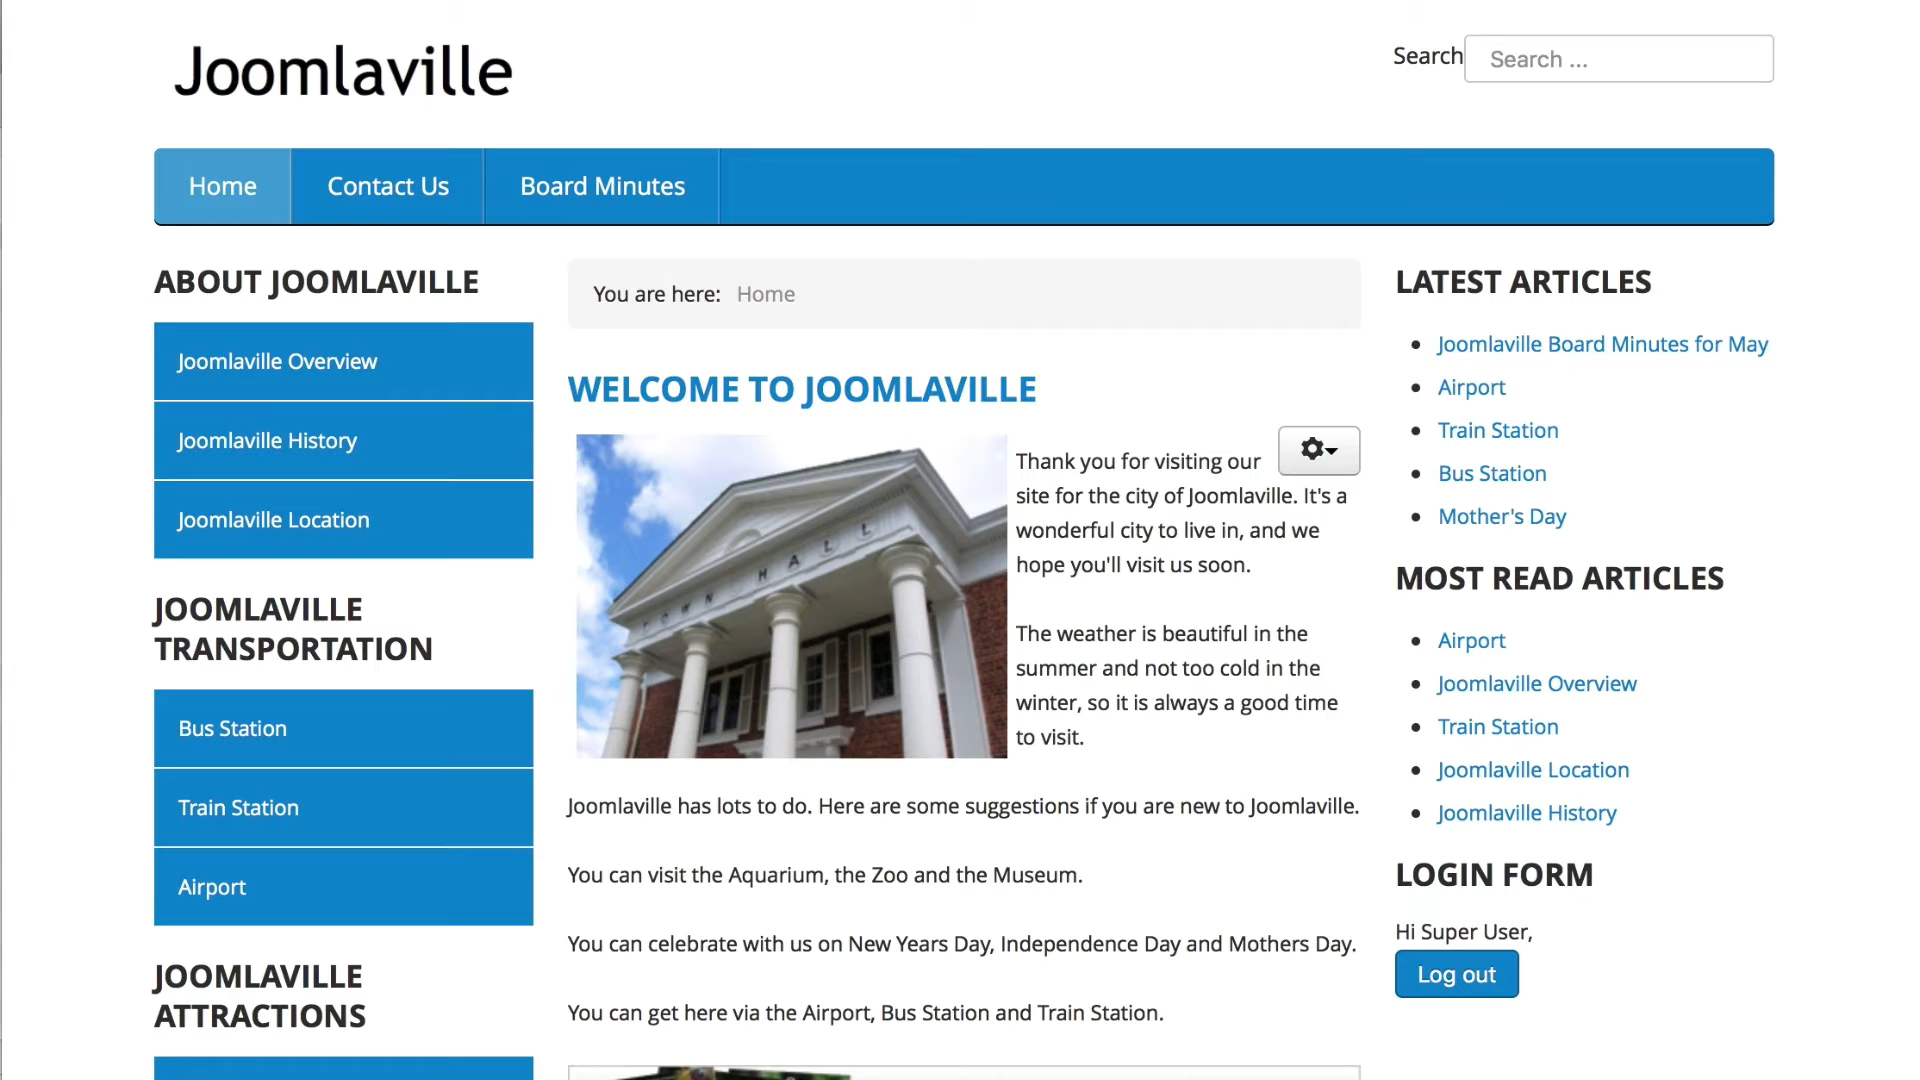 Joomlaville
Search
Search ...
Home
Contact Us
Board Minutes
ABOUT JOOMLAVILLE
Joomlaville Overview
Joomlaville History
Joomlaville Location
JOOMLAVILLE
TRANSPORTATION
Bus Station
Train Station
Airport
JOOMLAVILLE
ATTRACTIONS
You are here: Home
WELCOME TO JOOMLAVILLE
TOWN HALL
Thank you for visiting our
site for the city of Joomlaville. It's a
wonderful city to live in, and we
hope you'll visit us soon.
The weather is beautiful in the
summer and not too cold in the
winter, so it is always a good time
to visit.
Joomlaville has lots to do. Here are some suggestions if you are new to Joomlaville.
You can visit the Aquarium, the Zoo and the Museum.
You can celebrate with us on New Years Day, Independence Day and Mothers Day.
You can get here via the Airport, Bus Station and Train Station.
LATEST ARTICLES
Joomlaville Board Minutes for May
Airport
Train Station
Bus Station
Mother's Day
MOST READ ARTICLES
Airport
Joomlaville Overview
Train Station
Joomlaville Location
Joomlaville History
LOGIN FORM
Hi Super User,
Log out